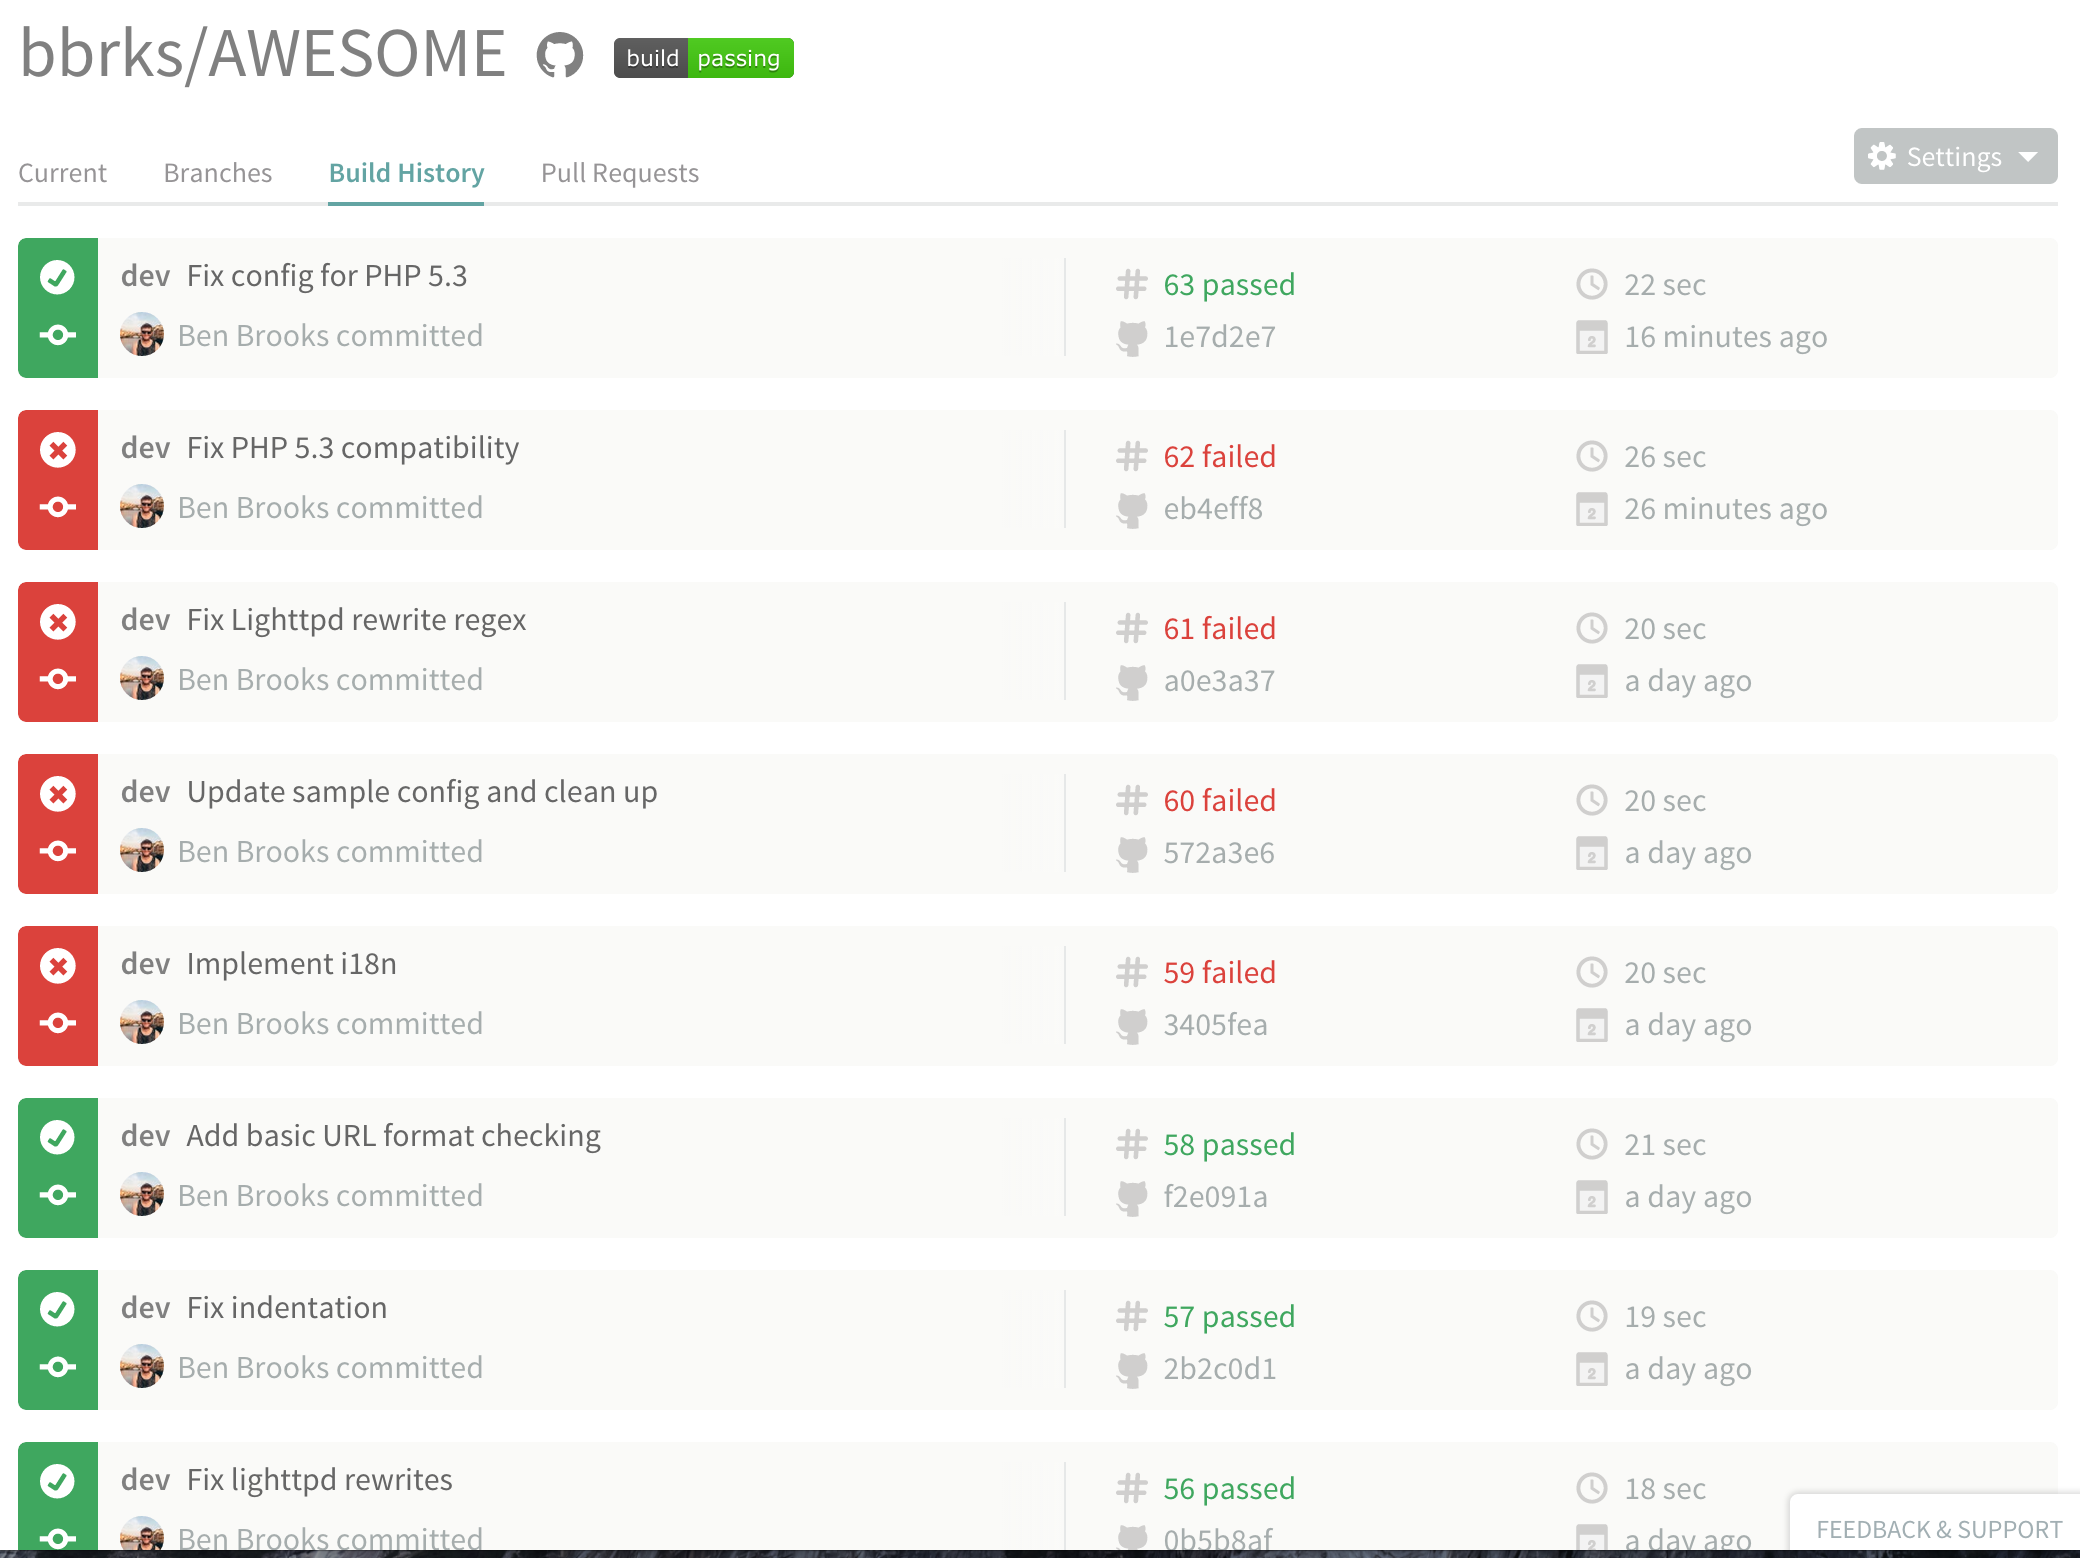 bbrks/AWESOME build passing
Current Branches Build History Pull Requests Settings
dev Fix config for PHP 5.3
Ben Brooks committed
63 passed
1e7d2e7
22 sec
16 minutes ago
dev Fix PHP 5.3 compatibility
Ben Brooks committed
62 failed
eb4eff8
26 sec
26 minutes ago
dev Fix Lighttpd rewrite regex
Ben Brooks committed
61 failed
a0e3a37
20 sec
a day ago
dev Update sample config and clean up
Ben Brooks committed
60 failed
572a3e6
20 sec
a day ago
dev Implement i18n
Ben Brooks committed
59 failed
3405fea
20 sec
a day ago
dev Add basic URL format checking
Ben Brooks committed
58 passed
f2e091a
21 sec
a day ago
dev Fix indentation
Ben Brooks committed
57 passed
2b2c0d1
19 sec
a day ago
dev Fix lighttpd rewrites
Ben Brooks committed
56 passed
0b5b8af
18 sec
a day ago
FEEDBACK & SUPPORT